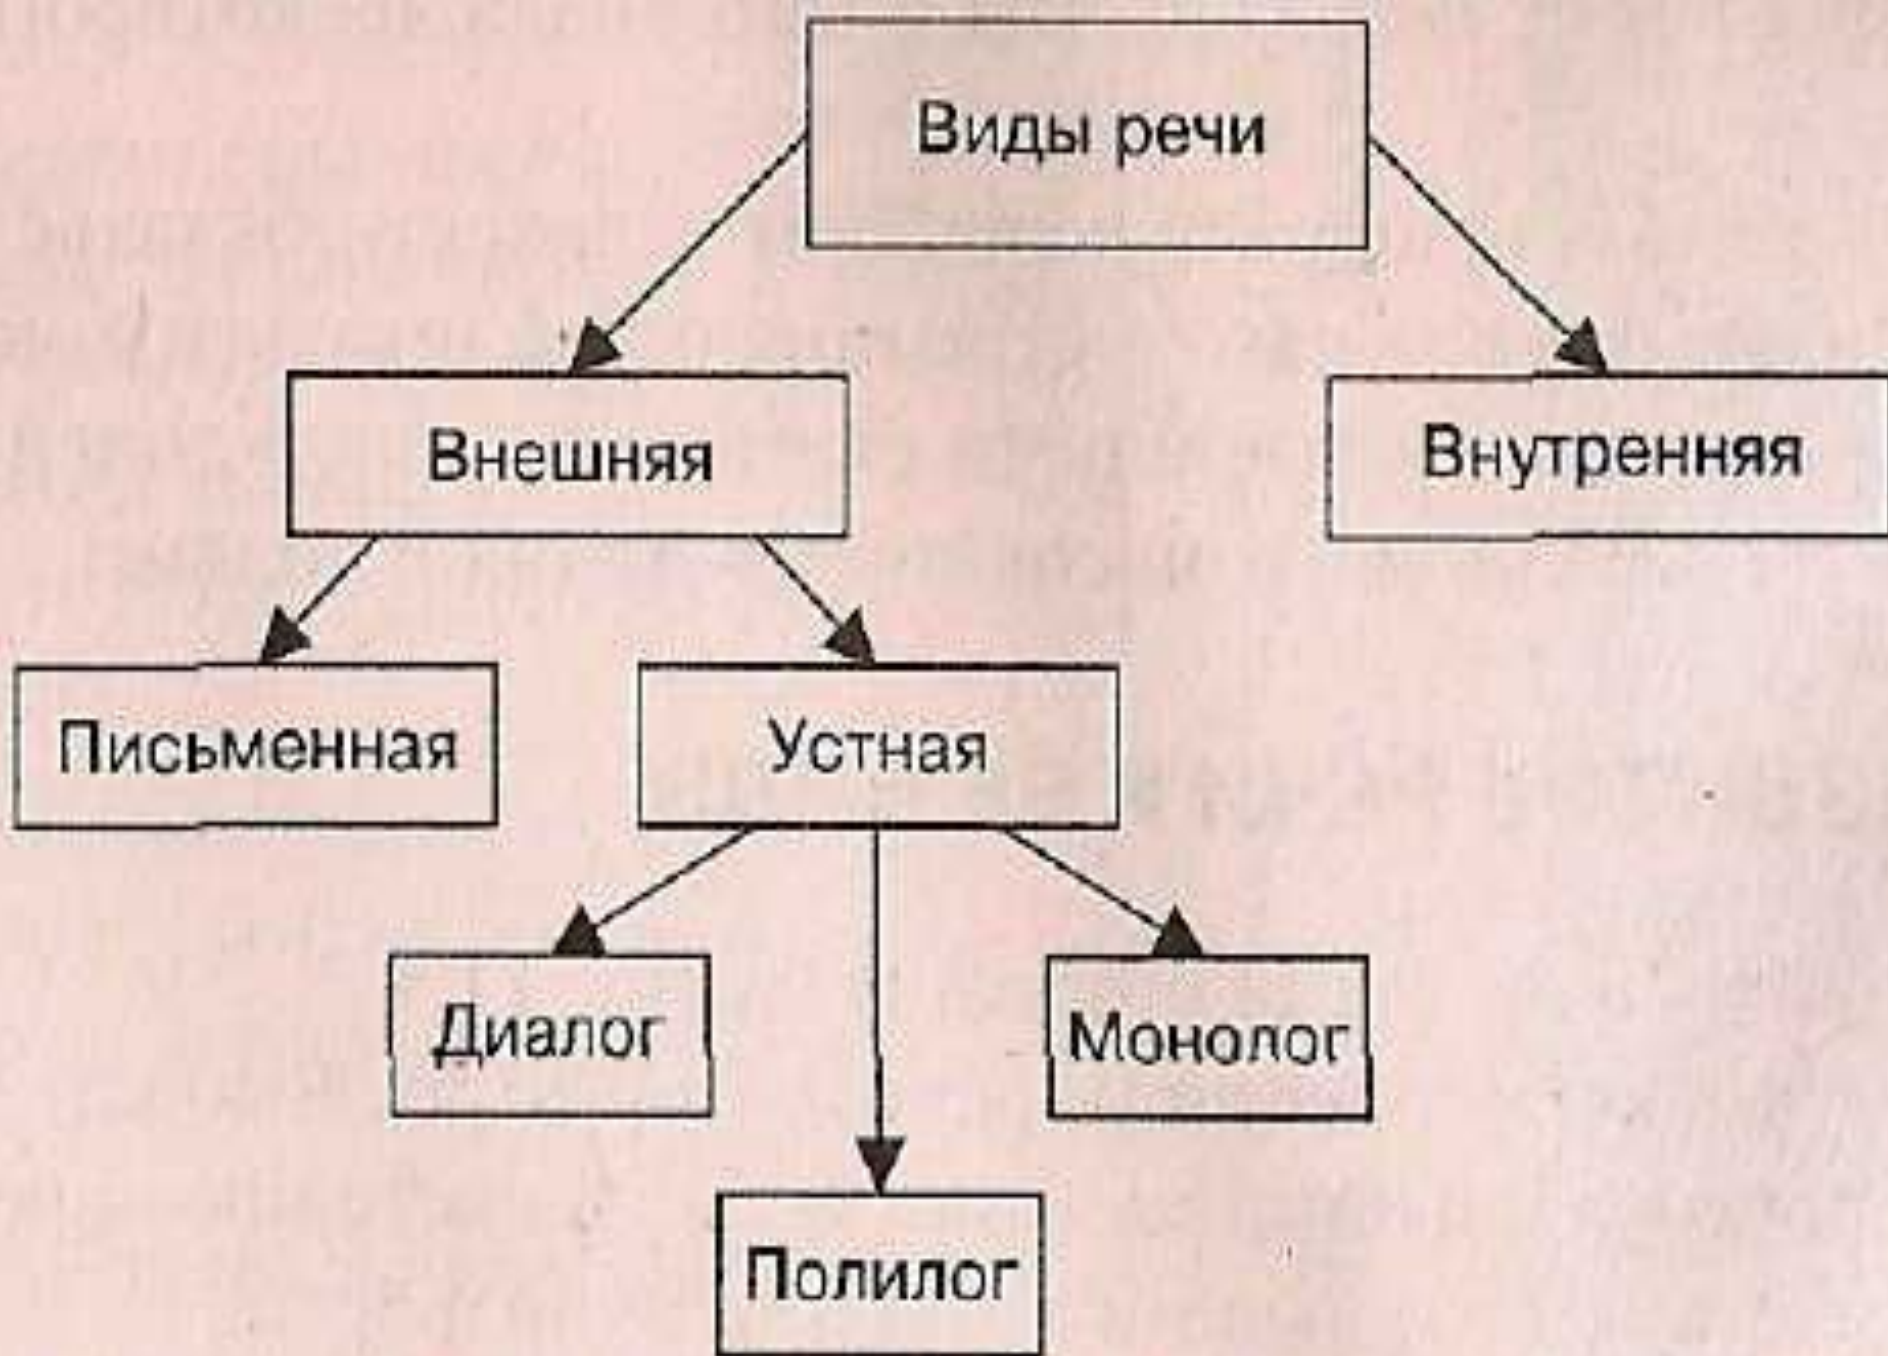 Виды речи
Внешняя
Внутренняя
Письменная
Устная
Диалог
Монолог
Полилог